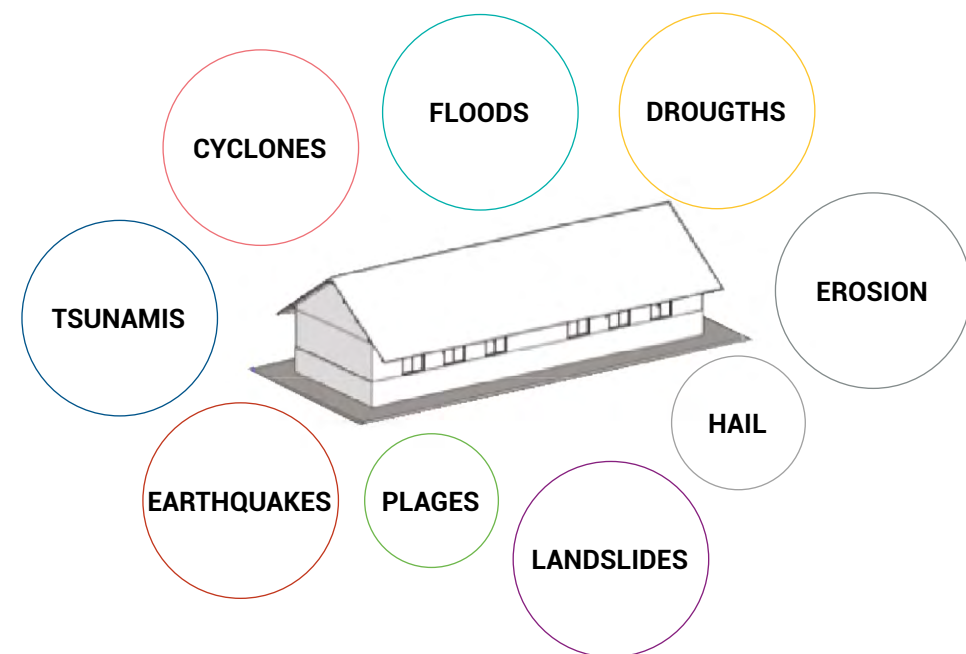 FLOODS
DROUGTHS
CYCLONES
EROSION
TSUNAMIS
HAIL
EARTHQUAKES
PLAGES
LANDSLIDES